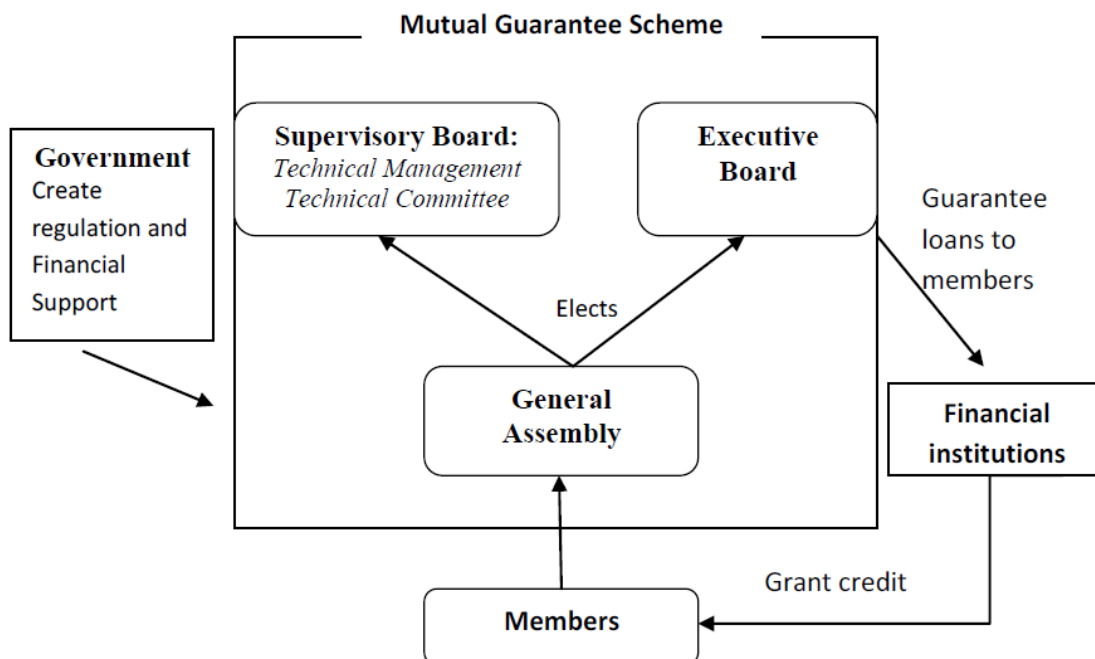 Mutual Guarantee Scheme
Government
Create
regulation and
Financial
Support
Supervisory Board:
Technical Management
Technical Committee
Executive
Board
Guarantee
loans to
members
Elects
General
Assembly
Financial
institutions
Grant credit
Members